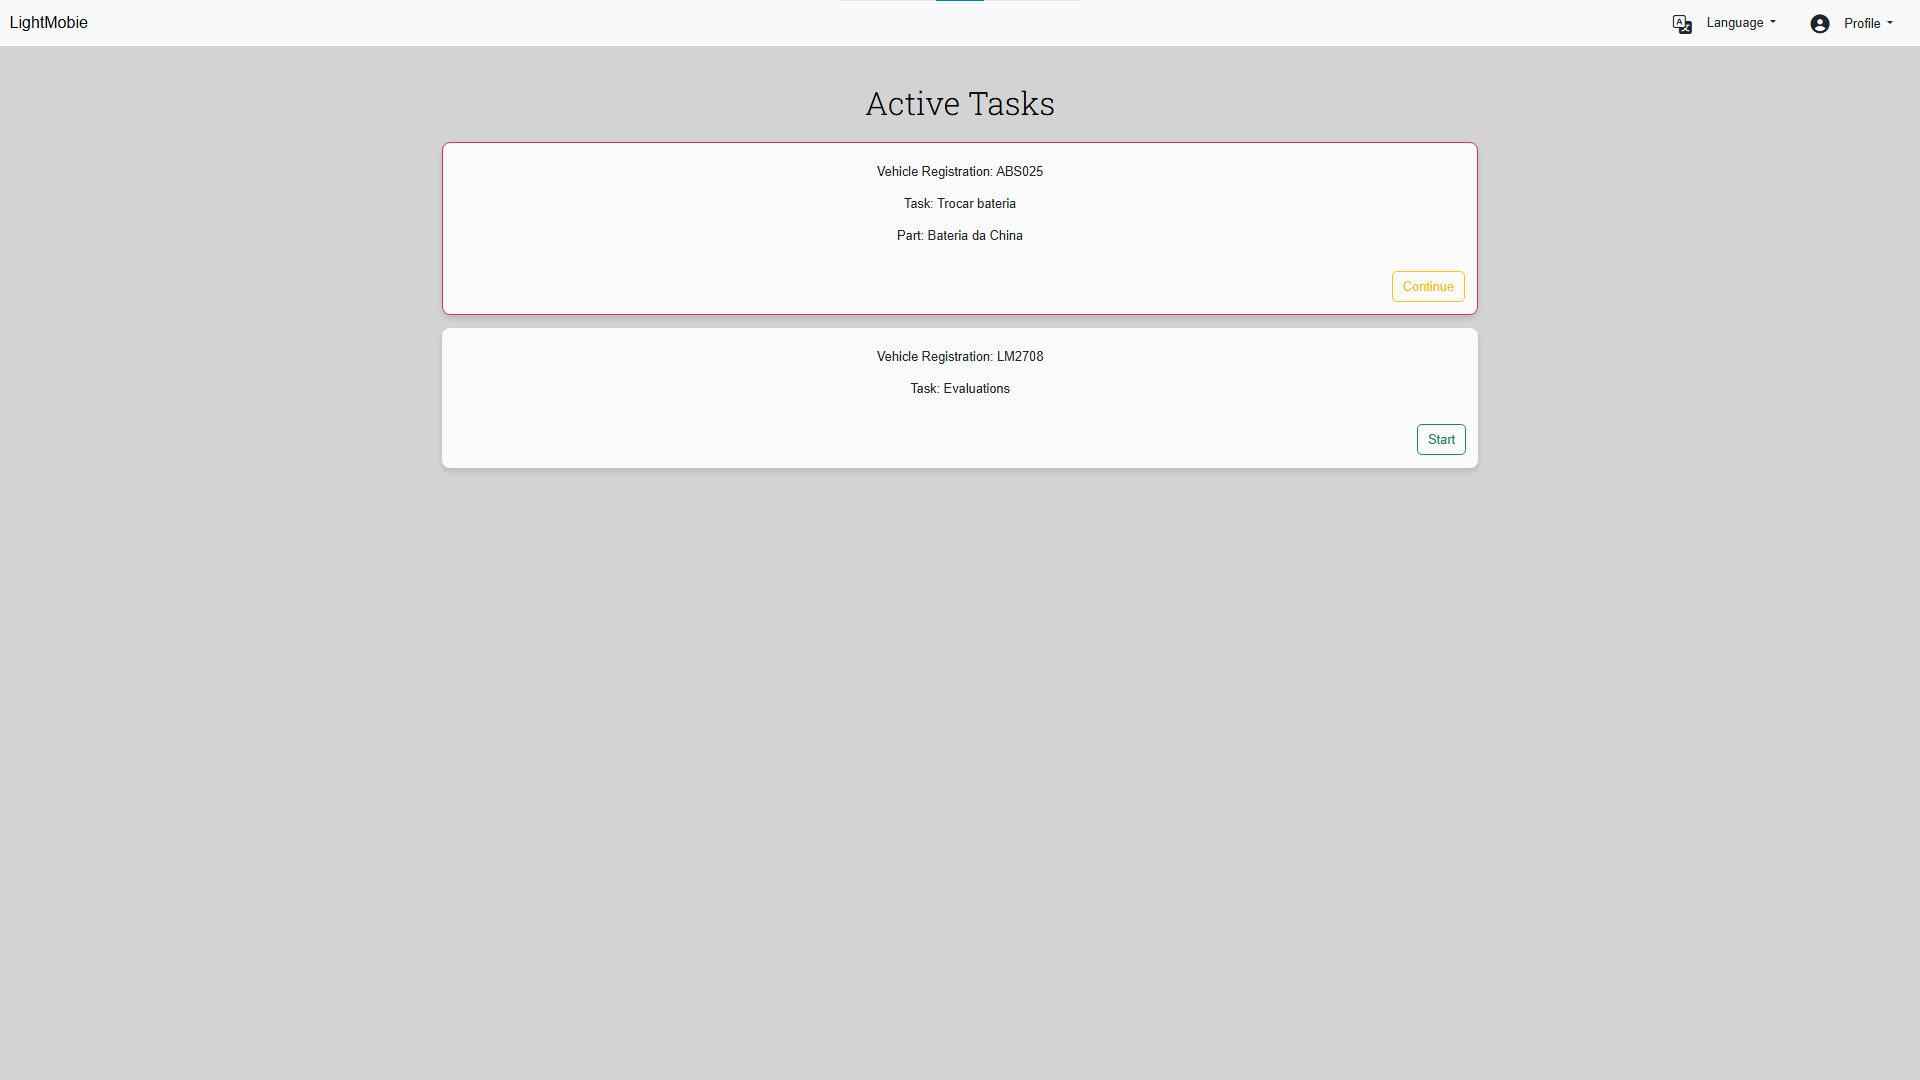 LightMobie
Language
Profile
Active Tasks
Vehicle Registration: ABS025
Task: Trocar bateria
Part: Bateria da China
Continue
Vehicle Registration: LM2708
Task: Evaluations
Start